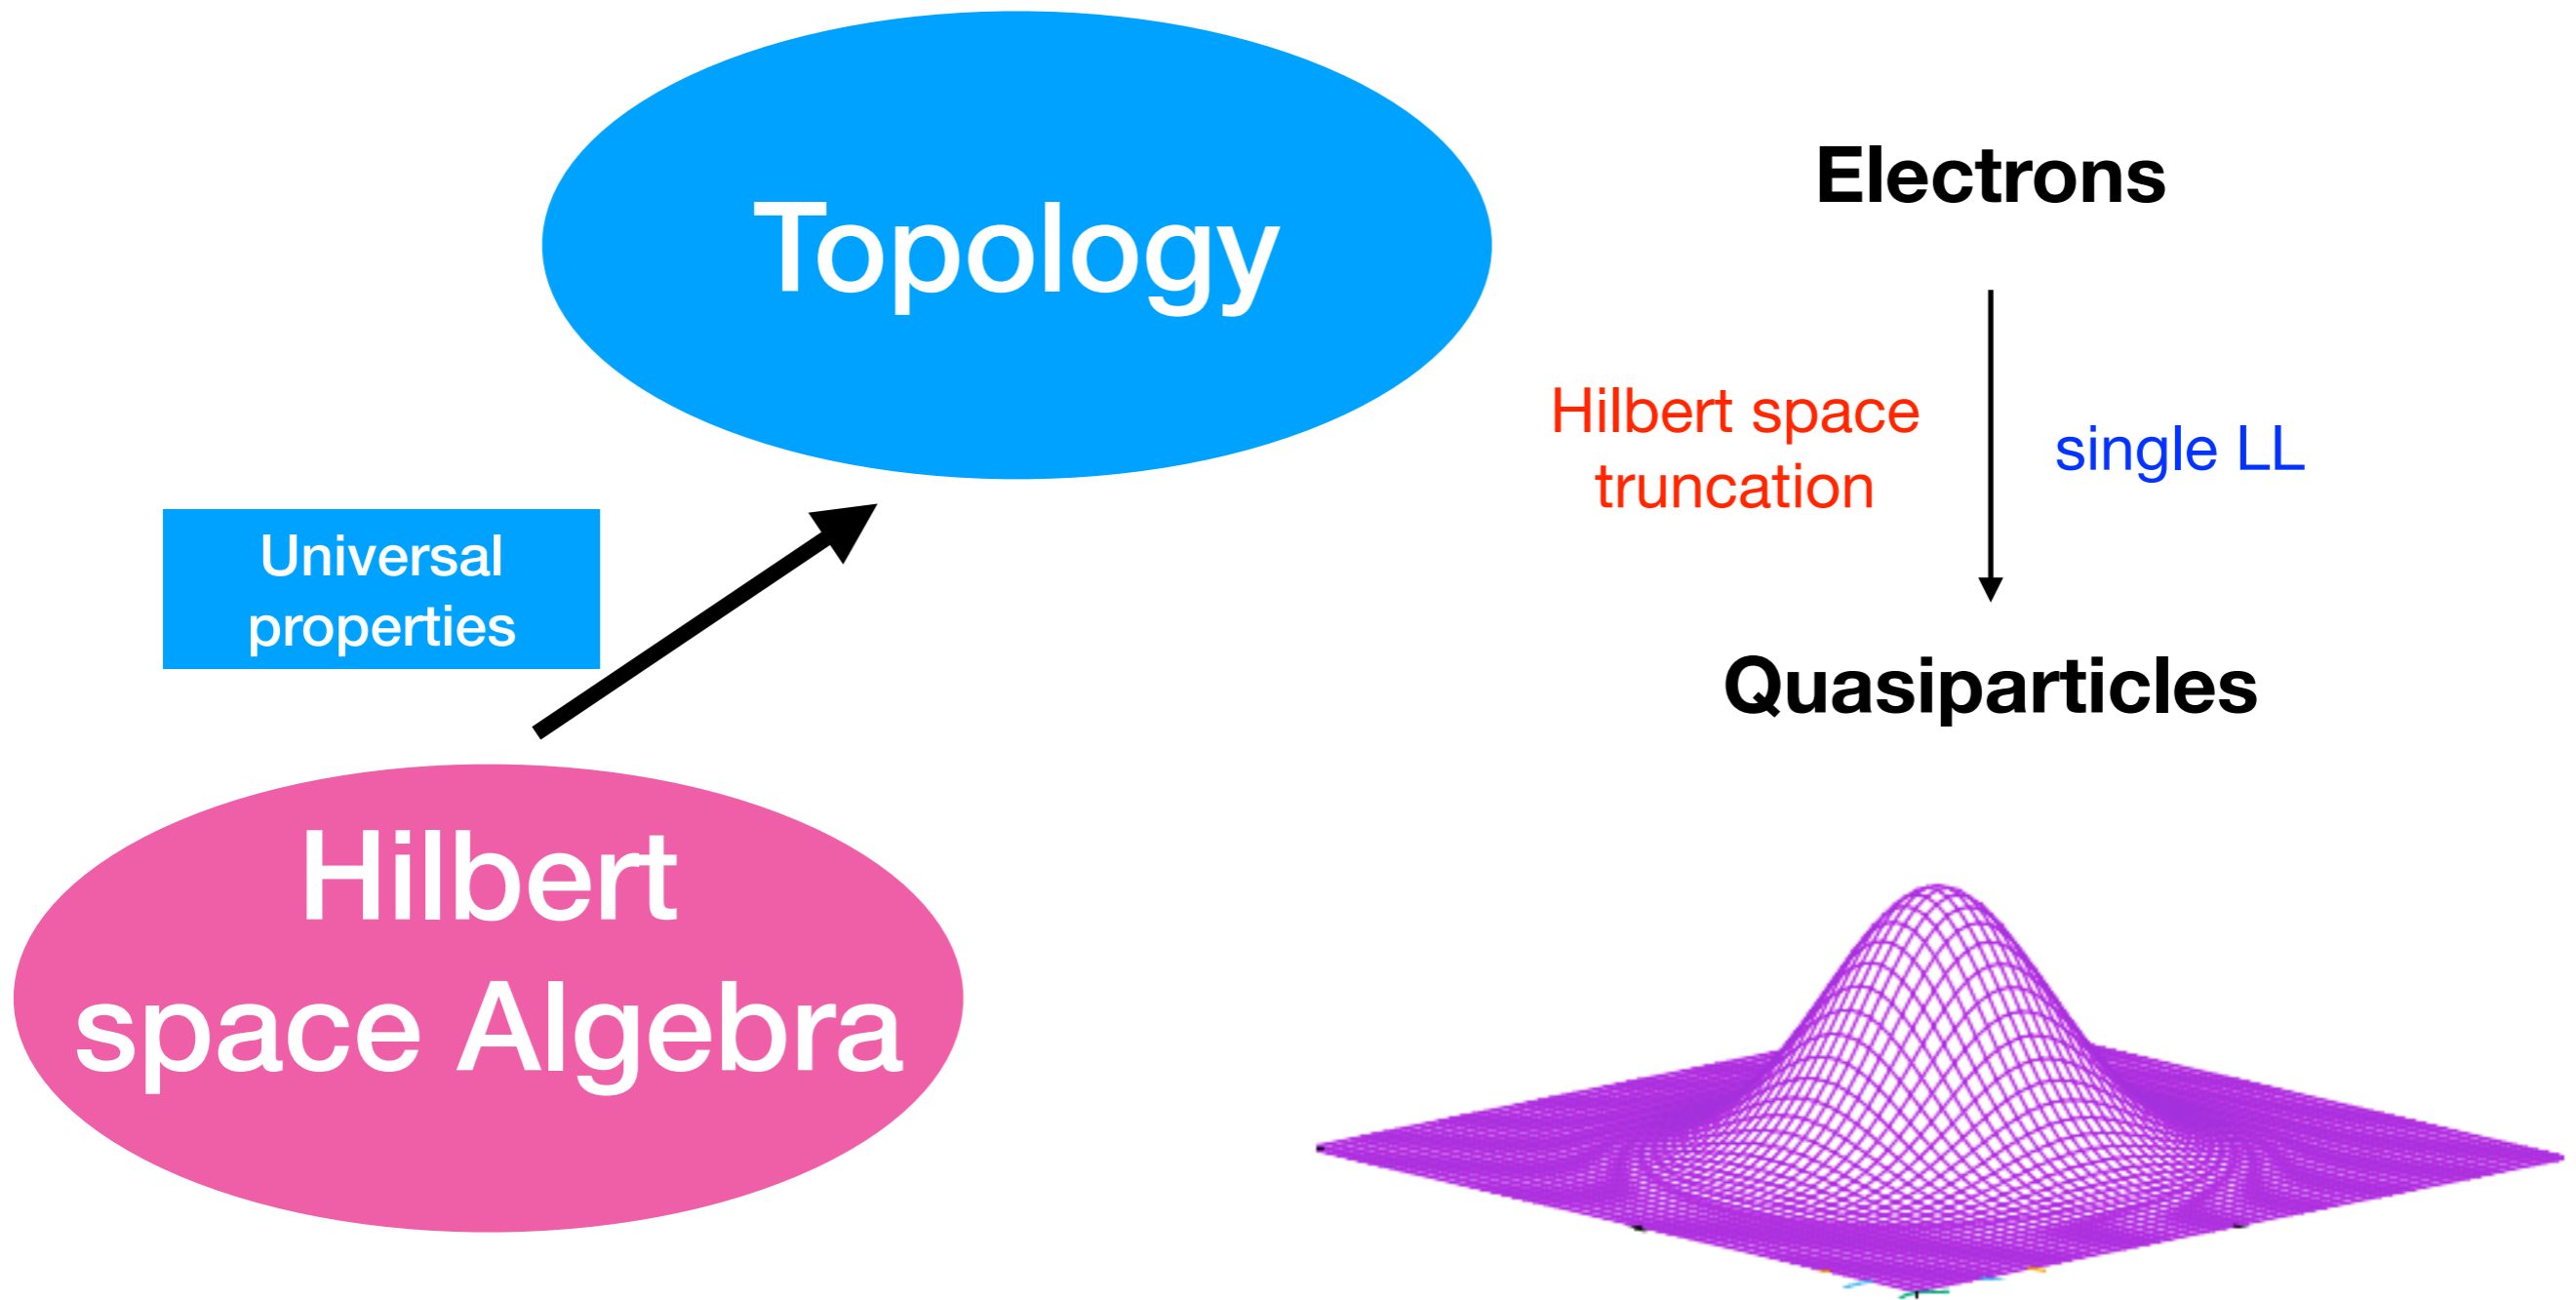 Topology
Universal
properties
Hilbert
space Algebra
Electrons
Hilbert space
truncation
single LL
Quasiparticles